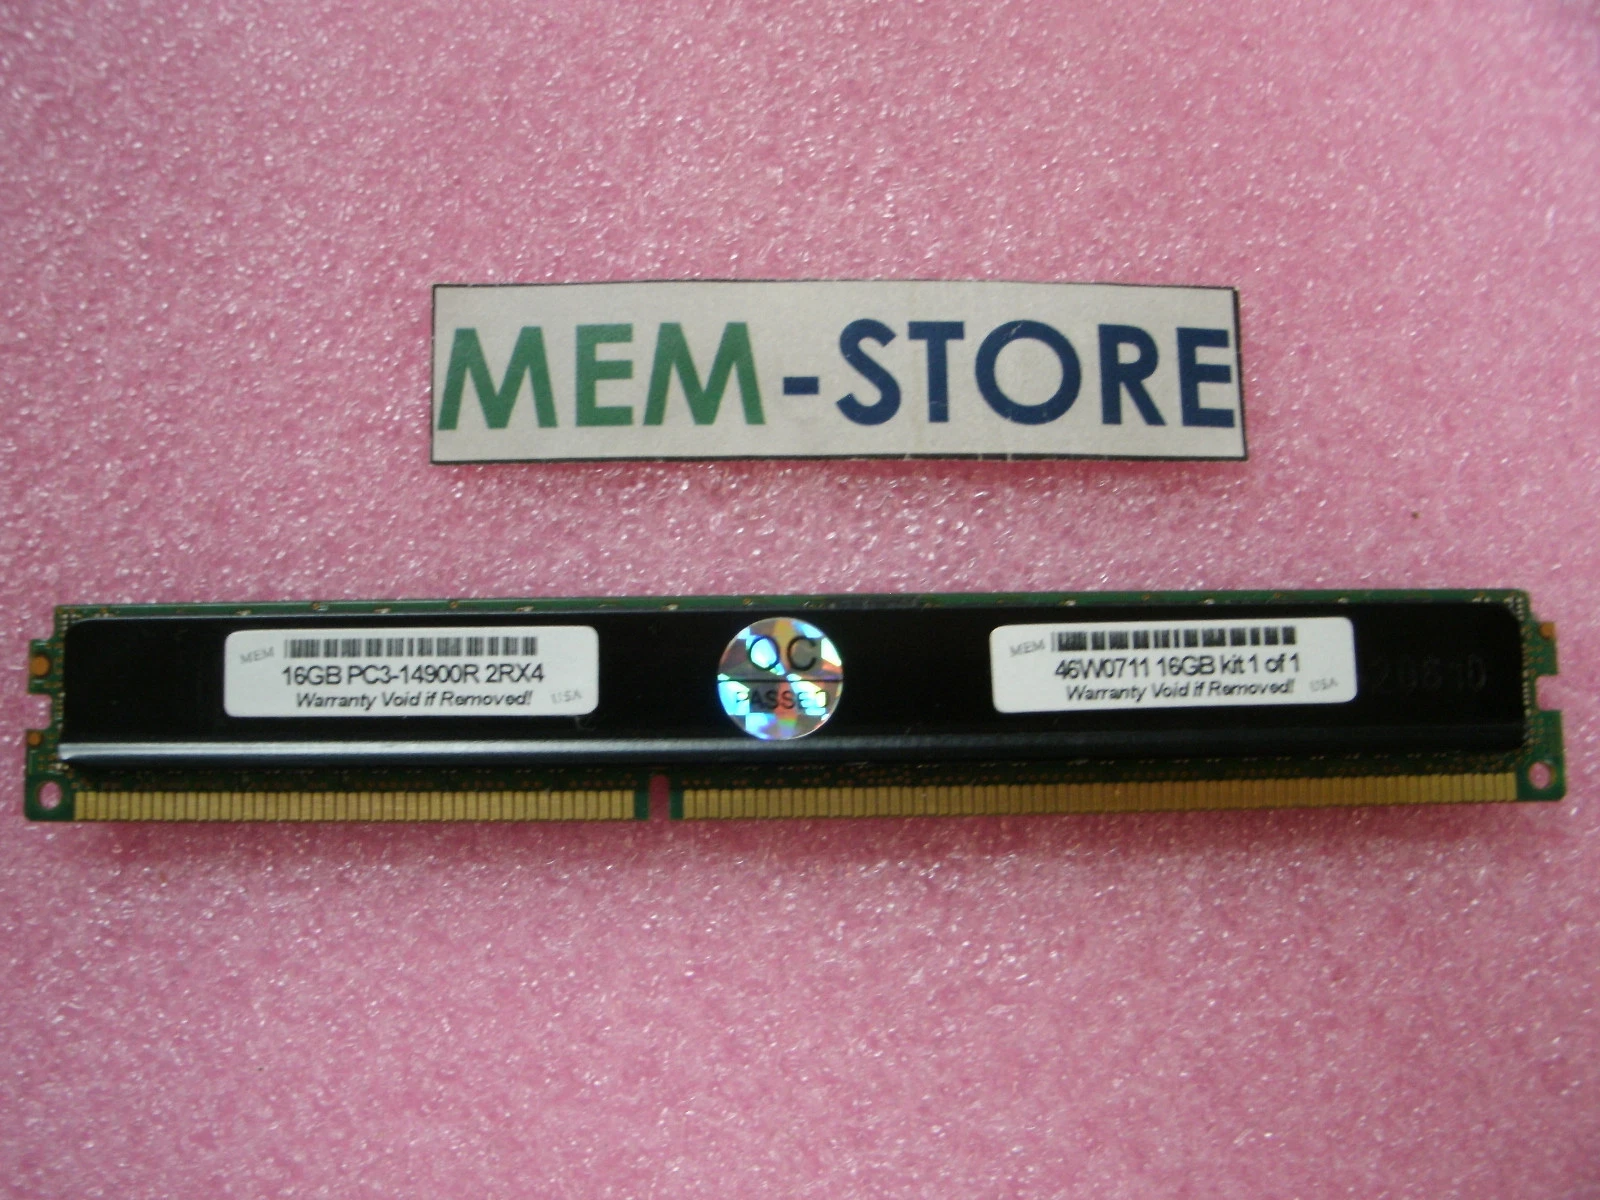 MEM-STORE
MEM
16GB PC3-14900R 2RX4
Warranty Void if Removed!
USA
QC
PASSED
MEM
46W0711 16GB kit 1 of 1
Warranty Void if Removed!
USA